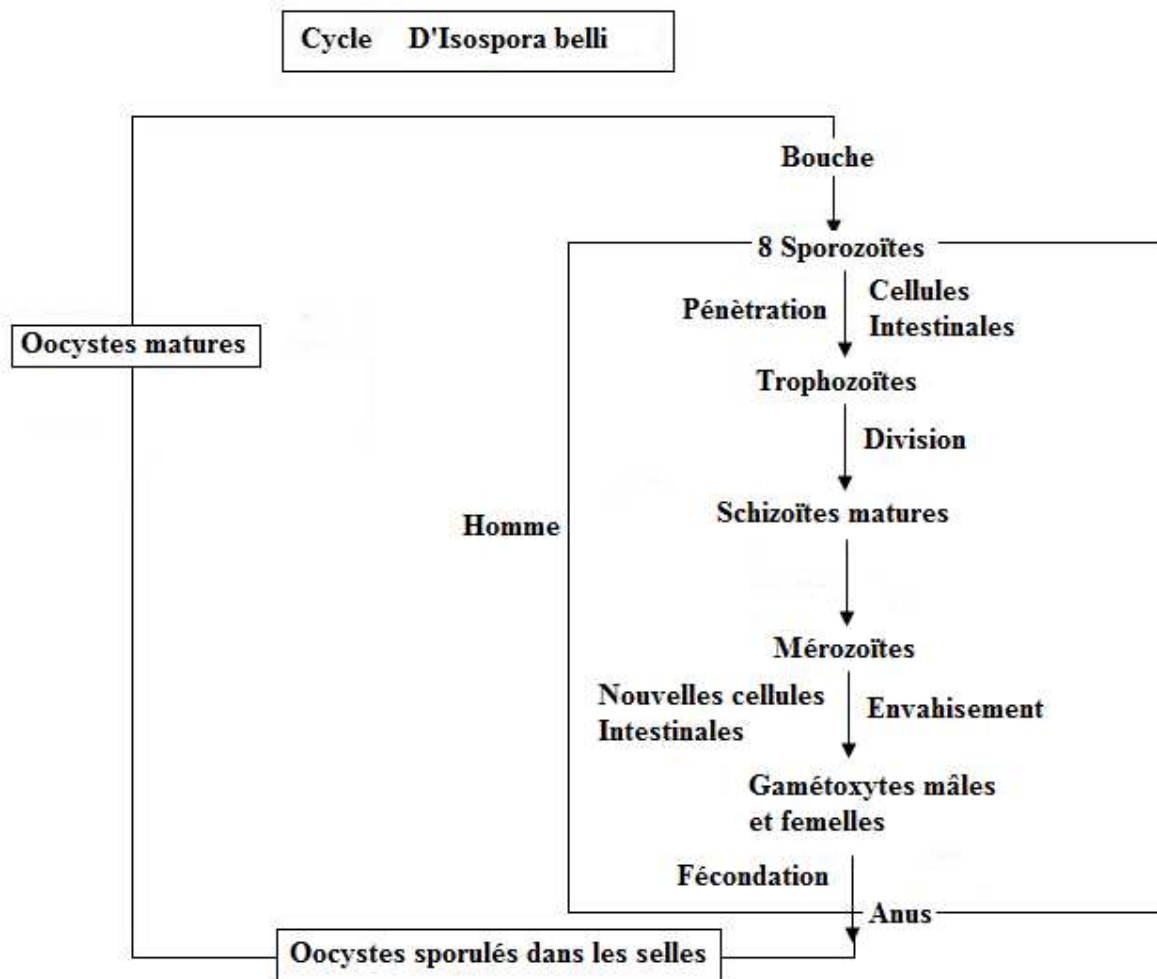 Cycle D'Isospora belli
Bouche
8 Sporozoïtes
Pénètration
Cellules
Intestinales
Oocystes matures
Trophozoïtes
Division
Schizoïtes matures
Homme
Mérozoïtes
Nouvelles cellules
Intestinales
Envahisement
Gamétoxytes mâles
et femelles
Fécondation
Anus
Oocystes sporulés dans les selles